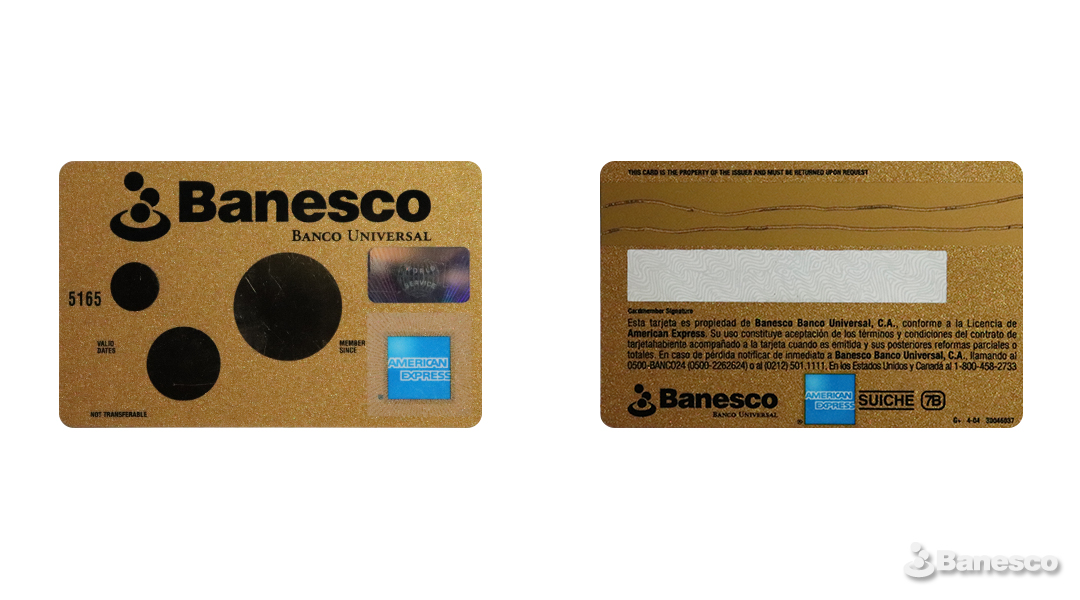 Banesco
BANCO UNIVERSAL
WORLD
SERVICE
5165
VALID
DATES
MEMBER
SINCE
AMERICAN
EXPRESS
®
NOT TRANSFERABLE
THIS CARD IS THE PROPERTY OF THE ISSUER AND MUST BE RETURNED UPON REQUEST
Cardmember Signature
Esta tarjeta es propiedad de Banesco Banco Universal, C.A., conforme a la Licencia de
American Express. Su uso constituye aceptación de los términos y condiciones del contrato de
tarjetahabiente acompañado a la tarjeta cuando es emitida y sus posteriores reformas parciales o
totales. En caso de pérdida notificar de inmediato a Banesco Banco Universal, C.A., llamando al
0500-BANCO24 (0500-2262624) o al (0212) 501.1111. En los Estados Unidos y Canadá al 1-800-458-2733
Banesco
BANCO UNIVERSAL
AMERICAN
EXPRESS
®
SUICHE 7B
G+ 4-04 20046037
Banesco